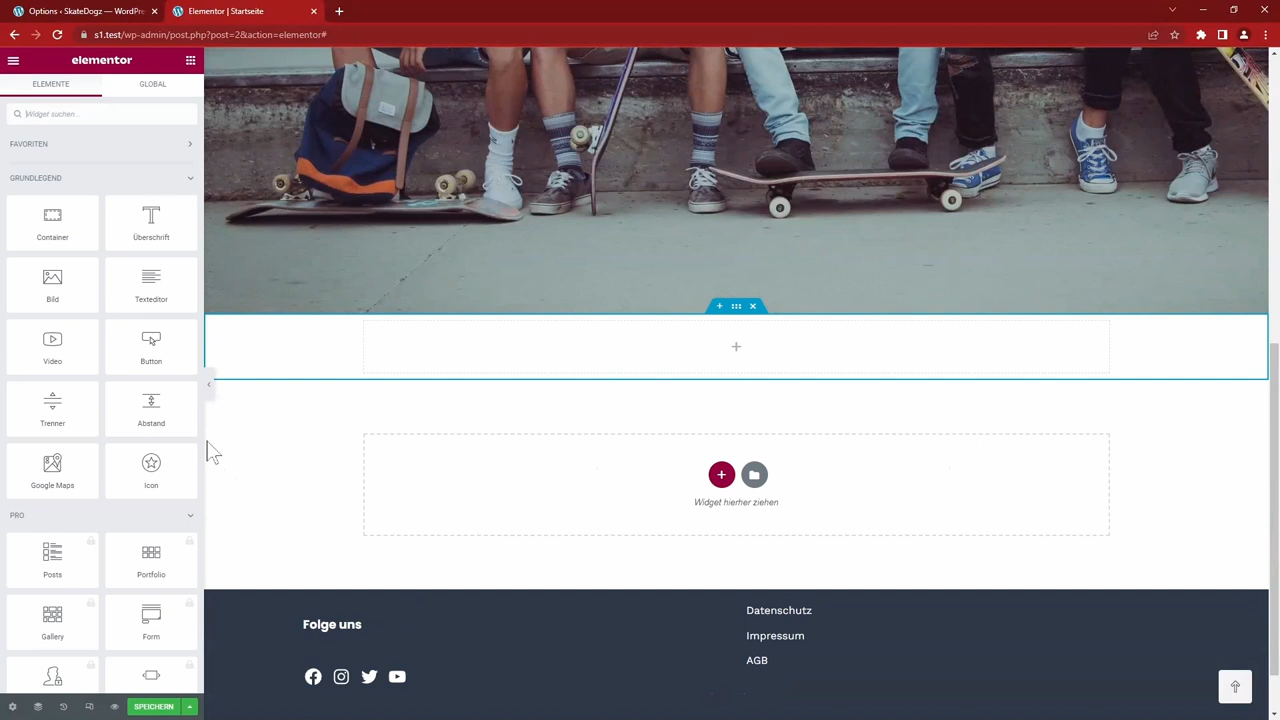 Options ‹ SkateDogz — WordPre
Elementor | Startseite
s1.test/wp-admin/post.php?post=2&action=elementor#
elementor
ELEMENTE
GLOBAL
Widget suchen...
FAVORITEN
GRUNDLEGEND
Container
Überschrift
Bild
Texteditor
Video
Button
Trenner
Abstand
Google Maps
Icon
PRO
Posts
Portfolio
Gallery
Form
SPEICHERN
Widget hierher ziehen
Folge uns
Datenschutz
Impressum
AGB